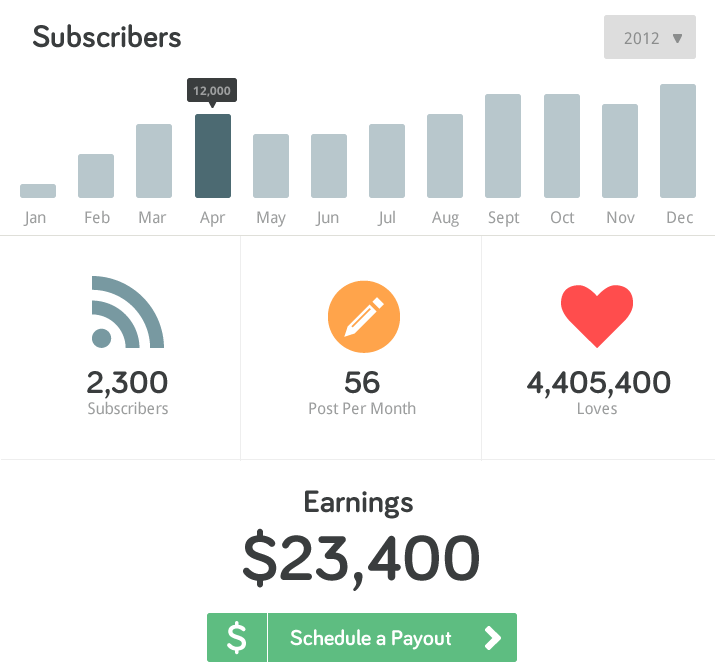 Subscribers
2012 ▼
12,000
Jan Feb Mar Apr May Jun Jul Aug Sept Oct Nov Dec
2,300 56 4,405,400
Subscribers Post Per Month Loves
Earnings
$23,400
$ Schedule a Payout